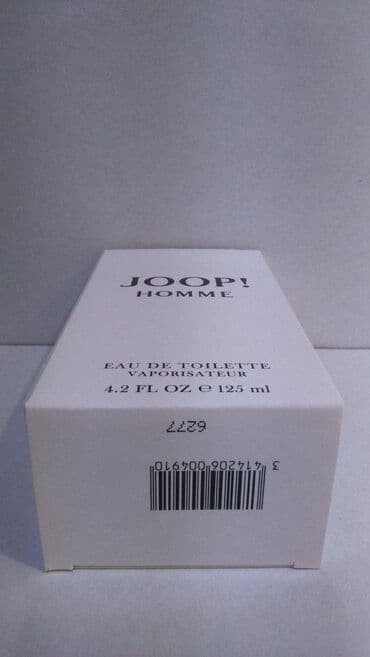 JOOP!
HOMME
EAU DE TOILETTE
VAPORISATEUR
4.2 FL OZ ℮ 125 ml
6277
3 414206 004910